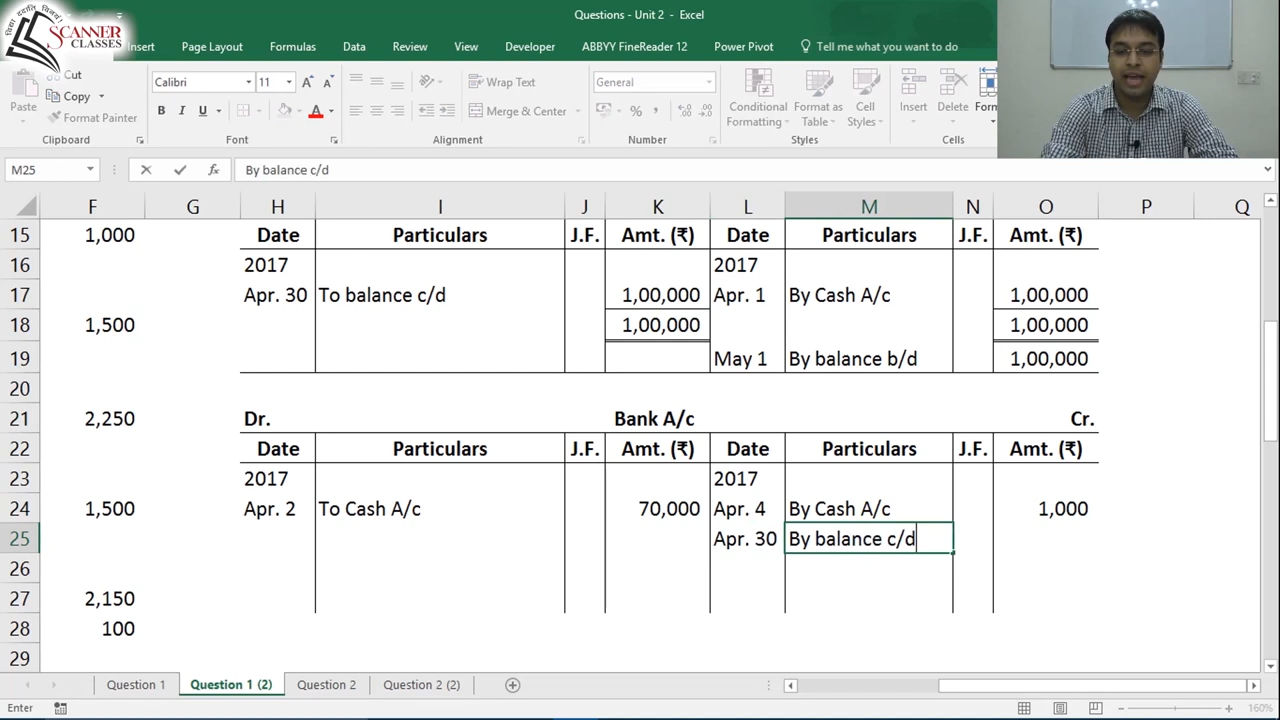 SCANNER
CLASSES
Questions - Unit 2 - Excel
Insert Page Layout Formulas Data Review View Developer ABBYY FineReader 12 Power Pivot Tell me what you want to do
Cut
Copy
Format Painter
Paste
Clipboard
Calibri 11
B I U
Font
Wrap Text
Merge & Center
Alignment
General
%
Number
Conditional Formatting
Format as Table
Cell Styles
Styles
Insert Delete Form
Cells
M25 fx By balance c/d
F G H I J K L M N O P Q
15 1,000 Date Particulars J.F. Amt. (₹) Date Particulars J.F. Amt. (₹)
16 2017 2017
17 Apr. 30 To balance c/d 1,00,000 Apr. 1 By Cash A/c 1,00,000
18 1,500 1,00,000 1,00,000
19 May 1 By balance b/d 1,00,000
20
21 2,250 Dr. Bank A/c Cr.
22 Date Particulars J.F. Amt. (₹) Date Particulars J.F. Amt. (₹)
23 2017 2017
24 1,500 Apr. 2 To Cash A/c 70,000 Apr. 4 By Cash A/c 1,000
25 Apr. 30 By balance c/d
26
27 2,150
28 100
29
Question 1 Question 1 (2) Question 2 Question 2 (2)
Enter 160%